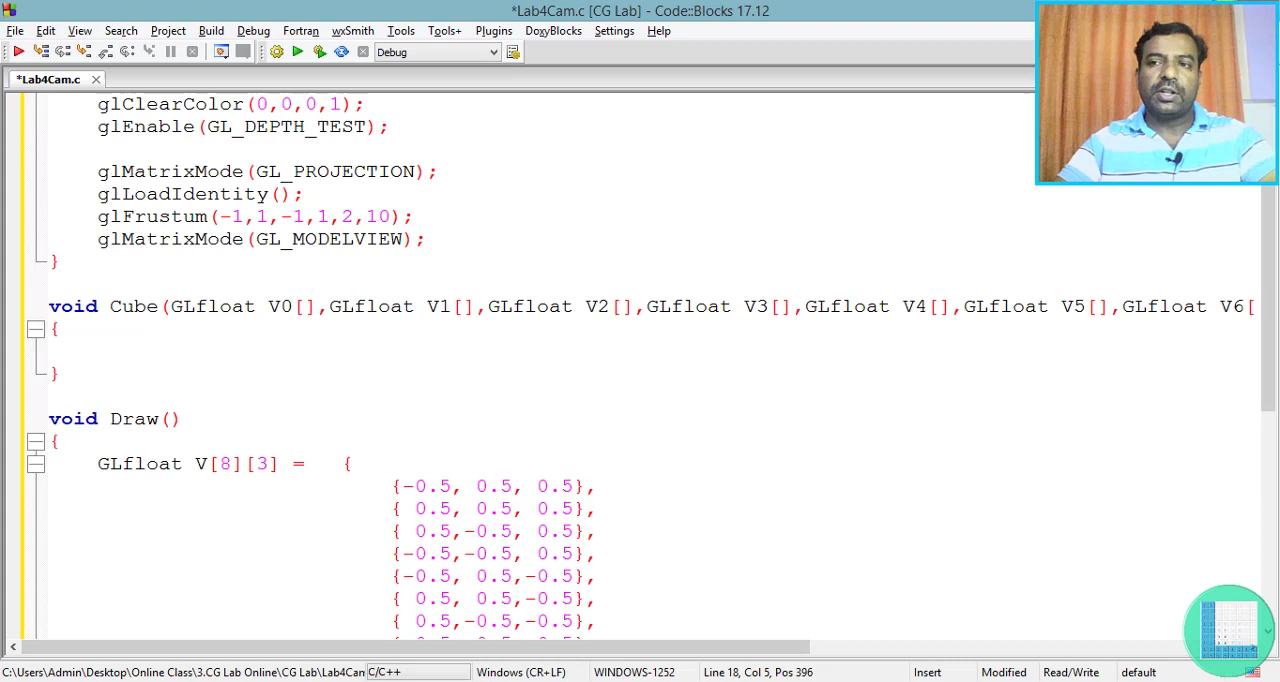 *Lab4Cam.c [CG Lab] - Code::Blocks 17.12
File Edit View Search Project Build Debug Fortran wxSmith Tools Tools+ Plugins DoxyBlocks Settings Help
Debug
*Lab4Cam.c
glClearColor(0,0,0,1);
glEnable(GL_DEPTH_TEST);
glMatrixMode(GL_PROJECTION);
glLoadIdentity();
glFrustum(-1,1,-1,1,2,10);
glMatrixMode(GL_MODELVIEW);
}
void Cube(GLfloat V0[],GLfloat V1[],GLfloat V2[],GLfloat V3[],GLfloat V4[],GLfloat V5[],GLfloat V6[
{
}
void Draw()
{
GLfloat V[8][3] = {
{-0.5, 0.5, 0.5},
{ 0.5, 0.5, 0.5},
{ 0.5,-0.5, 0.5},
{-0.5,-0.5, 0.5},
{-0.5, 0.5,-0.5},
{ 0.5, 0.5,-0.5},
{ 0.5,-0.5,-0.5},
C:\Users\Admin\Desktop\Online Class\3.CG Lab Online\CG Lab\Lab4Cam C/C++ Windows (CR+LF) WINDOWS-1252 Line 18, Col 5, Pos 396 Insert Modified Read/Write default